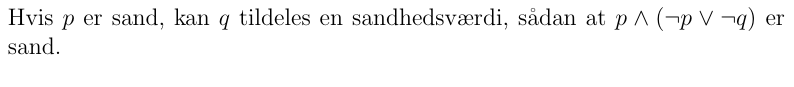 Hvis p er sand, kan q tildeles en sandhedsværdi, sådan at p ∧ (¬p ∨ ¬q) er
sand.